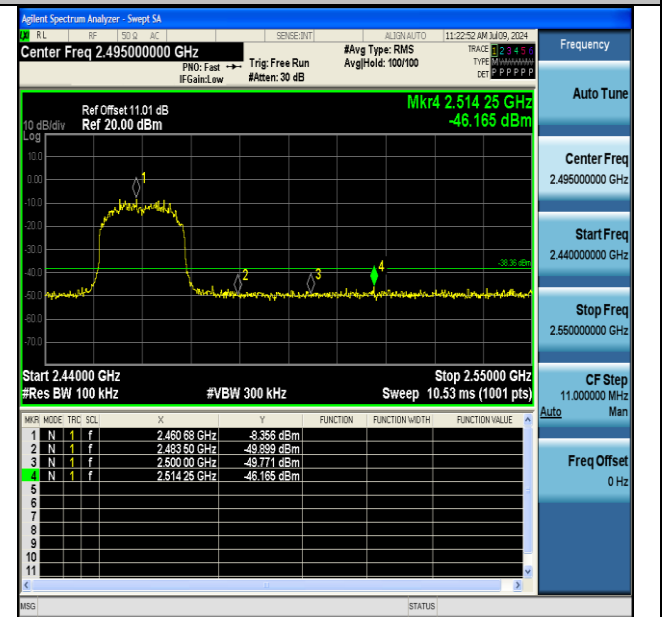 Agilent Spectrum Analyzer - Swept SA
RL RF 50 Ω AC SENSE:INT ALIGN AUTO 11:22:52 AM Jul 09, 2024
Center Freq 2.495000000 GHz #Avg Type: RMS TRACE 1 2 3 4 5 6
PNO: Fast Trig: Free Run Avg|Hold: 100/100 TYPE M
IFGain:Low #Atten: 30 dB DET P P P P P P
Frequency
Auto Tune
Ref Offset 11.01 dB Mkr4 2.514 25 GHz
10 dB/div Ref 20.00 dBm -46.165 dBm
Log
10.0
0.00
-10.0
-20.0
-30.0
-40.0
-50.0
-60.0
-70.0
1
2
3
4
-38.36 dBm
Center Freq
2.495000000 GHz
Start Freq
2.440000000 GHz
Stop Freq
2.550000000 GHz
Start 2.44000 GHz Stop 2.55000 GHz
#Res BW 100 kHz #VBW 300 kHz Sweep 10.53 ms (1001 pts)
CF Step
11.000000 MHz
Auto Man
Freq Offset
0 Hz
MKR MODE TRC SCL X Y FUNCTION FUNCTION WIDTH FUNCTION VALUE
1 N 1 f 2.460 68 GHz -8.356 dBm
2 N 1 f 2.483 50 GHz -49.899 dBm
3 N 1 f 2.500 00 GHz -49.771 dBm
4 N 1 f 2.514 25 GHz -46.165 dBm
5
6
7
8
9
10
11
MSG STATUS